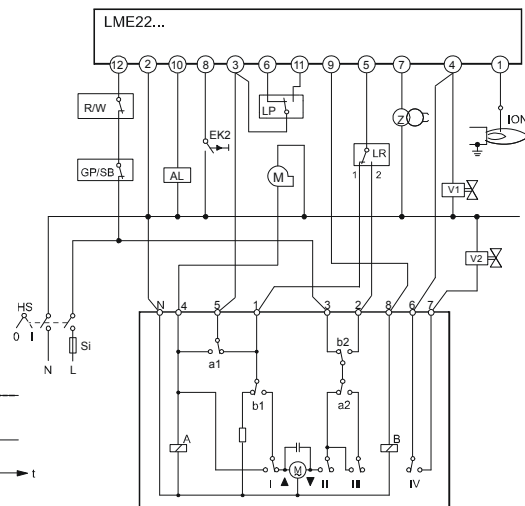 LME22...
12 2 10 8 3 6 11 9 5 7 4 1
R/W
LP
EK2
Z
ION
GP/SB
AL
M
LR
1 2
V1
V2
HS
0 I
Si
N L
N 4 5 1 3 2 8 6 7
a1
b2
b1
a2
A
B
M
I II III IV
t